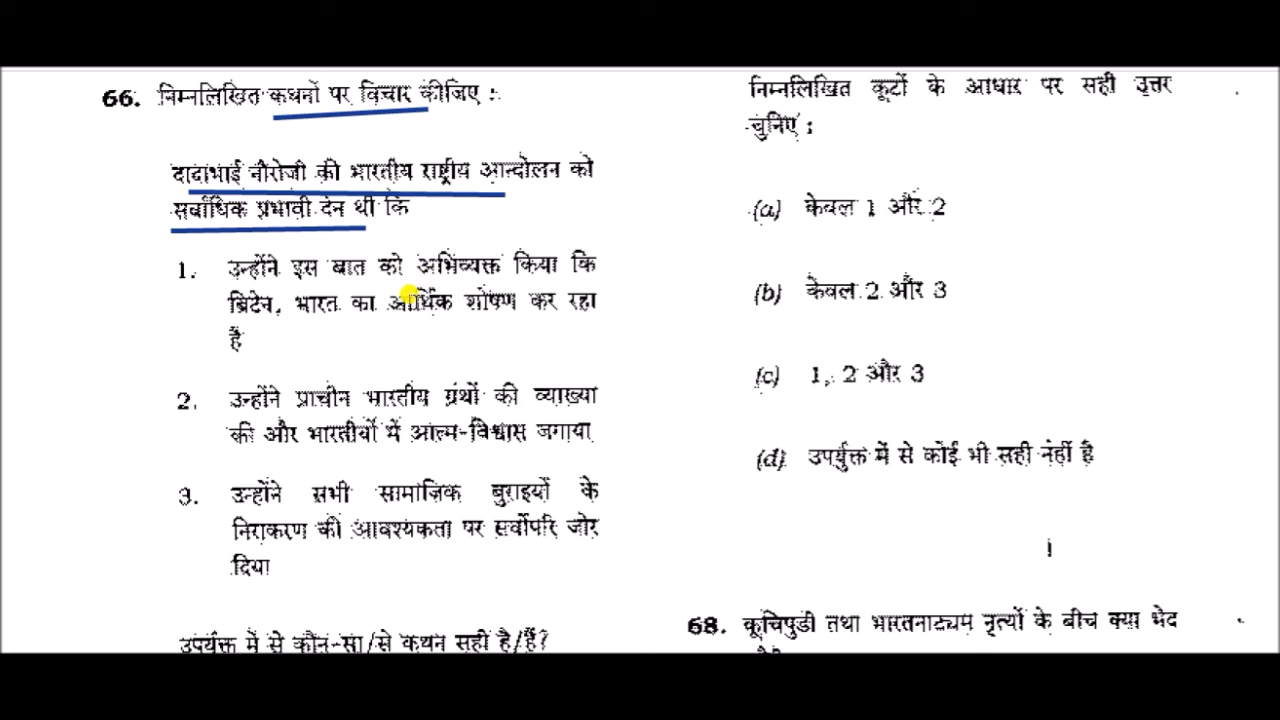 66. निम्नलिखित कथनों पर विचार कीजिए :
दादाभाई नौरोजी की भारतीय राष्ट्रीय आन्दोलन को
सर्वाधिक प्रभावी देन थी कि
1. उन्होंने इस बात को अभिव्यक्त किया कि
ब्रिटेन, भारत का आर्थिक शोषण कर रहा
है
2. उन्होंने प्राचीन भारतीय ग्रंथों की व्याख्या
की और भारतीयों में आत्म-विश्वास जगाया
3. उन्होंने सभी सामाजिक बुराइयों के
निराकरण की आवश्यकता पर सर्वोपरि जोर
दिया
उपर्युक्त में से कौन-सा/से कथन सही है/हैं?
निम्नलिखित कूटों के आधार पर सही उत्तर
चुनिए :
(a) केवल 1 और 2
(b) केवल 2 और 3
(c) 1, 2 और 3
(d) उपर्युक्त में से कोई भी सही नहीं है
68. कूचिपुडी तथा भारतनाट्यम नृत्यों के बीच क्या भेद